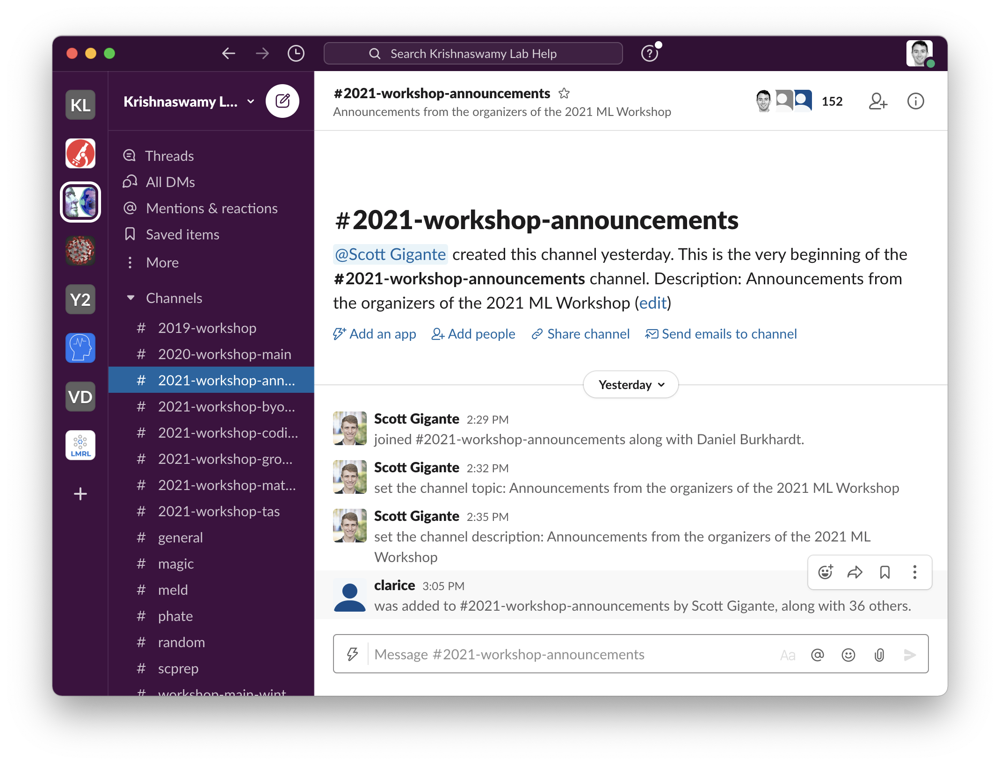 Search Krishnaswamy Lab Help
KL
Y2
VD
LMRL
Krishnaswamy L...
Threads
All DMs
@ Mentions & reactions
Saved items
More
Channels
# 2019-workshop
# 2020-workshop-main
# 2021-workshop-ann...
# 2021-workshop-byo...
# 2021-workshop-codi...
# 2021-workshop-gro...
# 2021-workshop-mat...
# 2021-workshop-tas
# general
# magic
# meld
# phate
# random
# scprep
# workshop-main-wint
#2021-workshop-announcements
Announcements from the organizers of the 2021 ML Workshop
152
#2021-workshop-announcements
@Scott Gigante created this channel yesterday. This is the very beginning of the
#2021-workshop-announcements channel. Description: Announcements from
the organizers of the 2021 ML Workshop (edit)
Add an app Add people Share channel Send emails to channel
Yesterday
Scott Gigante 2:29 PM
joined #2021-workshop-announcements along with Daniel Burkhardt.
Scott Gigante 2:32 PM
set the channel topic: Announcements from the organizers of the 2021 ML Workshop
Scott Gigante 2:35 PM
set the channel description: Announcements from the organizers of the 2021 ML
Workshop
clarice 3:05 PM
was added to #2021-workshop-announcements by Scott Gigante, along with 36 others.
Message #2021-workshop-announcements
Aa @